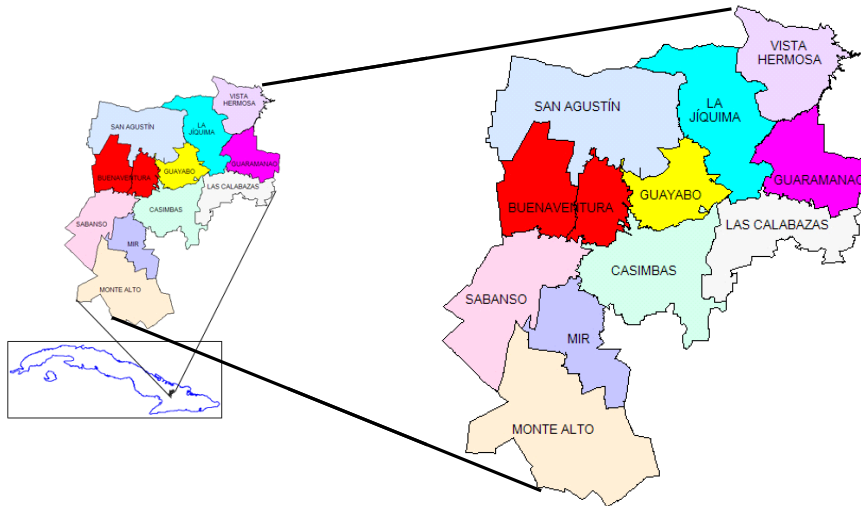 VISTA
HERMOSA
SAN AGUSTÍN
LA
JÍQUIMA
GUAYABO
GUARAMANAO
BUENAVENTURA
LAS CALABAZAS
CASIMBAS
SABANSO
MIR
MONTE ALTO
VISTA
HERMOSA
SAN AGUSTÍN
LA
JÍQUIMA
GUARAMANAO
GUAYABO
BUENAVENTURA
LAS CALABAZAS
CASIMBAS
SABANSO
MIR
MONTE ALTO